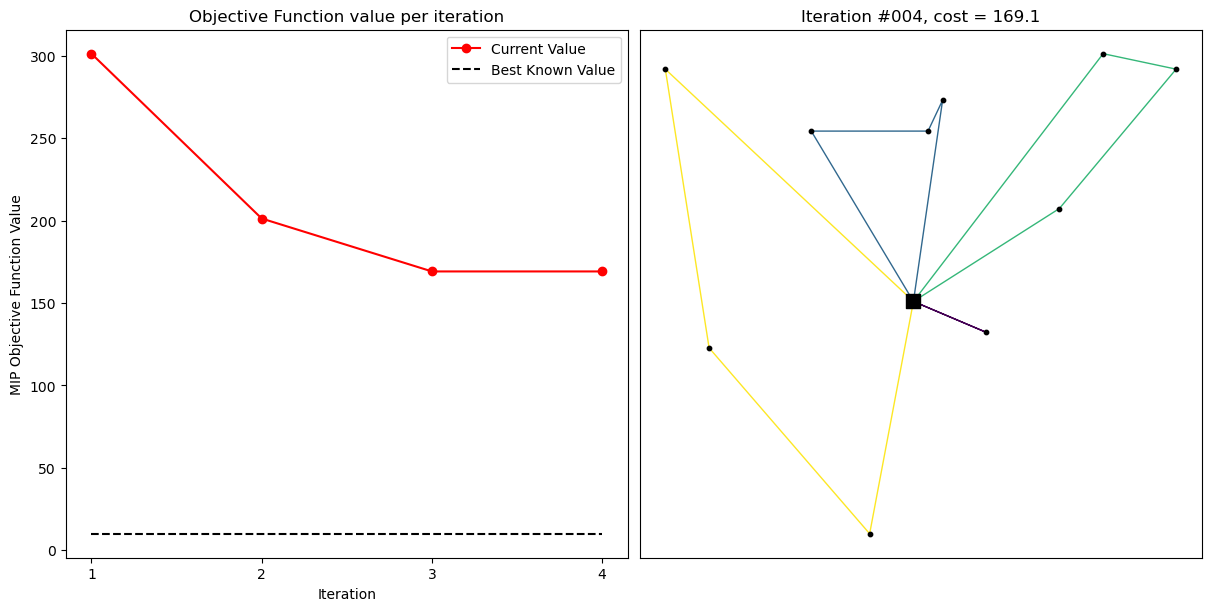 Objective Function value per iteration
Iteration #004, cost = 169.1
Current Value
Best Known Value
MIP Objective Function Value
300
250
200
150
100
50
0
1 2 3 4
Iteration